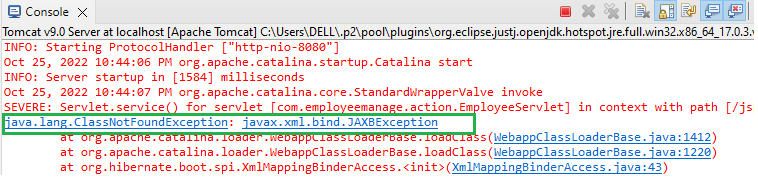 Console
Tomcat v9.0 Server at localhost [Apache Tomcat] C:\Users\DELL\.p2\pool\plugins\org.eclipse.justj.openjdk.hotspot.jre.full.win32.x86_64_17.0.3.v
INFO: Starting ProtocolHandler ["http-nio-8080"]
Oct 25, 2022 10:44:06 PM org.apache.catalina.startup.Catalina start
INFO: Server startup in [1584] milliseconds
Oct 25, 2022 10:44:07 PM org.apache.catalina.core.StandardWrapperValve invoke
SEVERE: Servlet.service() for servlet [com.employeemanage.action.EmployeeServlet] in context with path [/js
java.lang.ClassNotFoundException: javax.xml.bind.JAXBException
at org.apache.catalina.loader.WebappClassLoaderBase.loadClass(WebappClassLoaderBase.java:1412)
at org.apache.catalina.loader.WebappClassLoaderBase.loadClass(WebappClassLoaderBase.java:1220)
at org.hibernate.boot.spi.XmlMappingBinderAccess.<init>(XmlMappingBinderAccess.java:43)